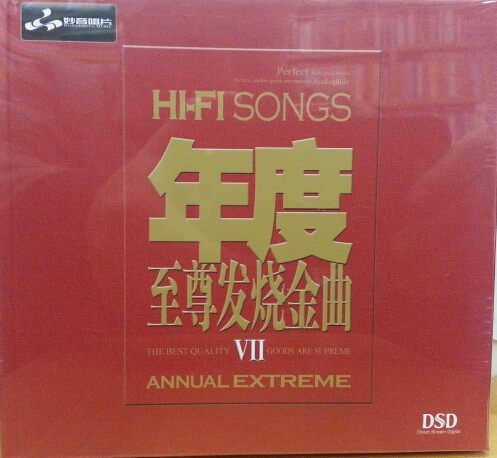 妙音唱片
Perfect
Audiophile
HI-FI SONGS
年度
至尊发烧金曲
THE BEST QUALITY VII GOODS ARE SUPREME
ANNUAL EXTREME
DSD
Direct Stream Digital